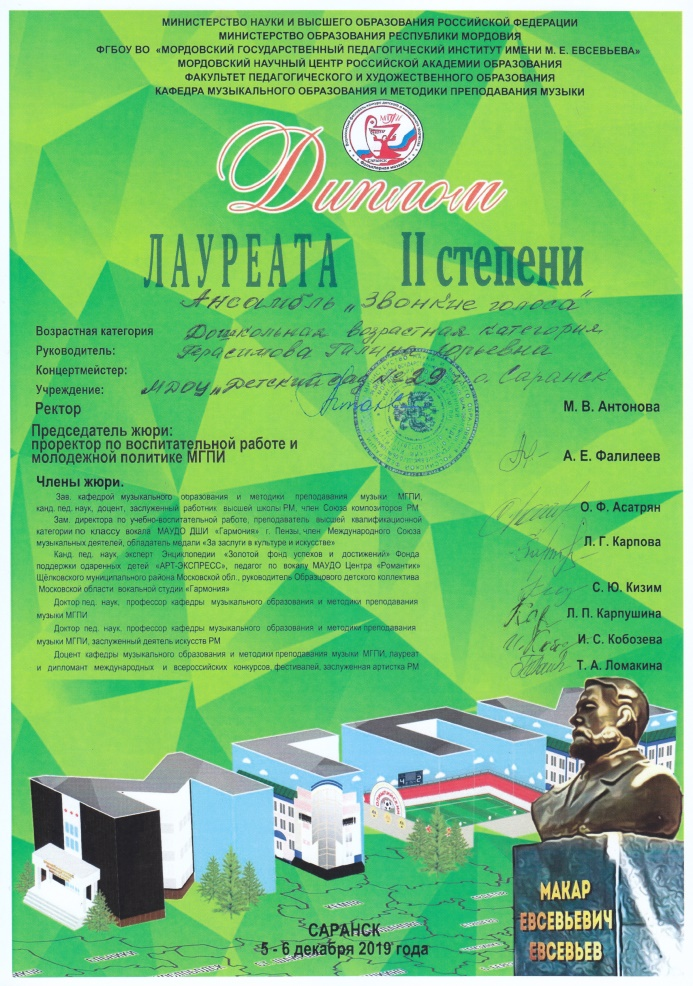 МИНИСТЕРСТВО НАУКИ И ВЫСШЕГО ОБРАЗОВАНИЯ РОССИЙСКОЙ ФЕДЕРАЦИИ
МИНИСТЕРСТВО ОБРАЗОВАНИЯ РЕСПУБЛИКИ МОРДОВИЯ
ФГБОУ ВО «МОРДОВСКИЙ ГОСУДАРСТВЕННЫЙ ПЕДАГОГИЧЕСКИЙ ИНСТИТУТ ИМЕНИ М. Е. ЕВСЕВЬЕВА»
МОРДОВСКИЙ НАУЧНЫЙ ЦЕНТР РОССИЙСКОЙ АКАДЕМИИ ОБРАЗОВАНИЯ
ФАКУЛЬТЕТ ПЕДАГОГИЧЕСКОГО И ХУДОЖЕСТВЕННОГО ОБРАЗОВАНИЯ
КАФЕДРА МУЗЫКАЛЬНОГО ОБРАЗОВАНИЯ И МЕТОДИКИ ПРЕПОДАВАНИЯ МУЗЫКИ
Диплом
ЛАУРЕАТА II степени
Ансамбль „Звонкие голоса"
Возрастная категория Дошкольная возрастная категория
Руководитель: Герасимова Галина Юрьевна
Концертмейстер:
Учреждение: МДОУ „Детский сад №29" г.о. Саранск
Ректор М. В. Антонова
Председатель жюри:
проректор по воспитательной работе и
молодежной политике МГПИ А. Е. Фалилеев
Члены жюри.
Зав. кафедрой музыкального образования и методики преподавания музыки МГПИ,
канд. пед. наук, доцент, заслуженный работник высшей школы РМ, член Союза композиторов РМ О. Ф. Асатрян
Зам. директора по учебно-воспитательной работе, преподаватель высшей квалификационной
категории по классу вокала МАУДО ДШИ «Гармония» г. Пензы, член Международного Союза
музыкальных деятелей, обладатель медали «За заслуги в культуре и искусстве» Л. Г. Карпова
Канд. пед. наук, эксперт Энциклопедии «Золотой фонд успехов и достижений» Фонда
поддержки одаренных детей «АРТ-ЭКСПРЕСС», педагог по вокалу МАУДО Центра «Романтик»
Щёлковского муниципального района Московской обл., руководитель Образцового детского коллектива
Московской области вокальной студии «Гармония» С. Ю. Кизим
Доктор пед. наук, профессор кафедры музыкального образования и методики преподавания
музыки МГПИ Л. П. Карпушина
Доктор пед. наук, профессор кафедры музыкального образования и методики преподавания
музыки МГПИ, заслуженный деятель искусств РМ И. С. Кобозева
Доцент кафедры музыкального образования и методики преподавания музыки МГПИ, лауреат
и дипломант международных и всероссийских конкурсов, фестивалей, заслуженная артистка РМ Т. А. Ломакина
МАКАР
ЕВСЕВЬЕВИЧ
ЕВСЕВЬЕВ
САРАНСК
5 - 6 декабря 2019 года